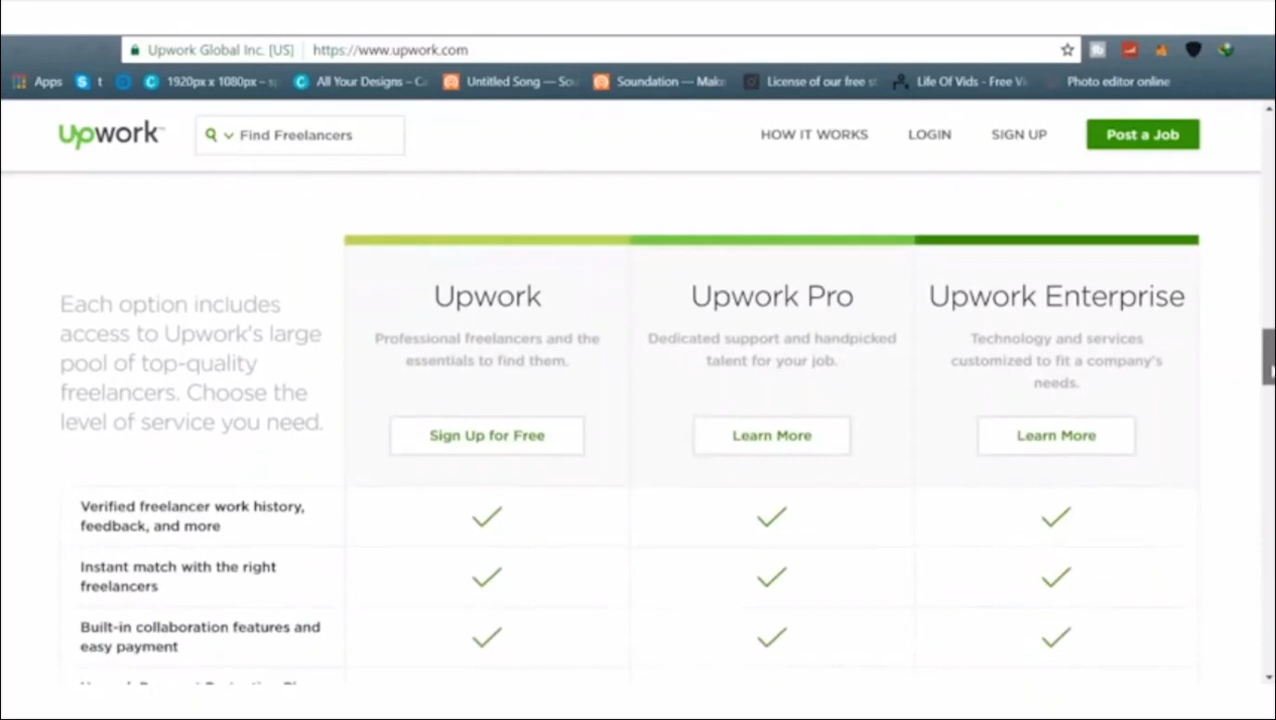 Upwork Global Inc. [US] https://www.upwork.com
Apps t 1920px x 1080px – All Your Designs – Ca Untitled Song — Sou Soundation — Make License of our free st Life Of Vids - Free Vi Photo editor online
Upwork Find Freelancers HOW IT WORKS LOGIN SIGN UP Post a Job
Each option includes
access to Upwork's large
pool of top-quality
freelancers. Choose the
level of service you need.
Upwork
Professional freelancers and the
essentials to find them.
Sign Up for Free
Upwork Pro
Dedicated support and handpicked
talent for your job.
Learn More
Upwork Enterprise
Technology and services
customized to fit a company's
needs.
Learn More
Verified freelancer work history,
feedback, and more
Instant match with the right
freelancers
Built-in collaboration features and
easy payment